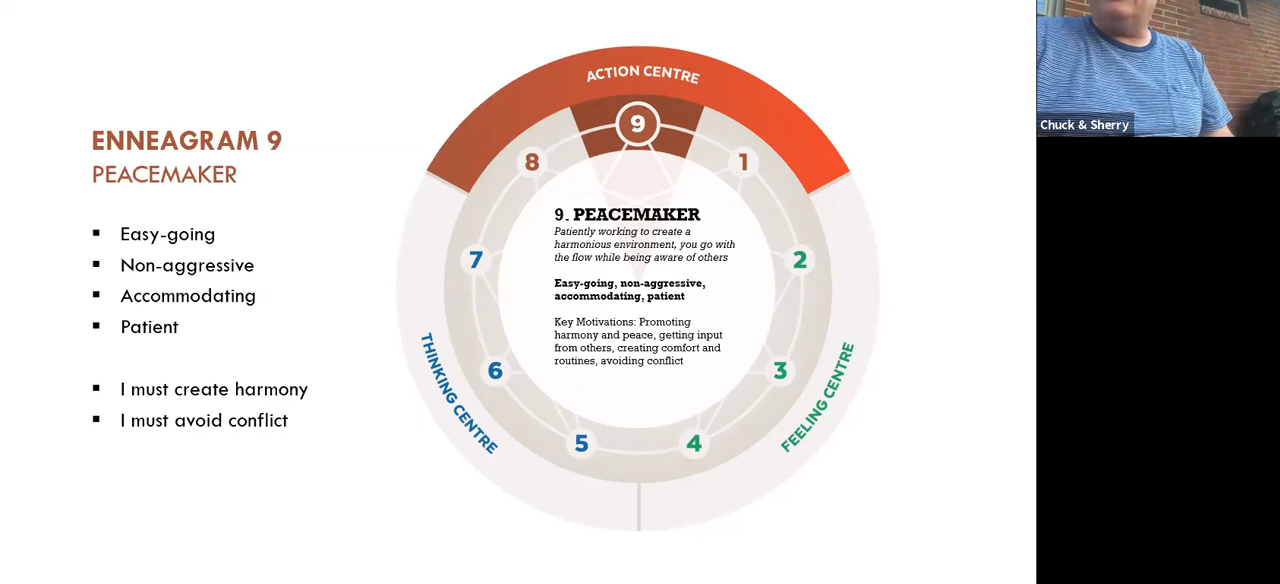 ENNEAGRAM 9
PEACEMAKER
Easy-going
Non-aggressive
Accommodating
Patient
I must create harmony
I must avoid conflict
ACTION CENTRE
9
8
1
7
2
6
3
5
4
THINKING CENTRE
FEELING CENTRE
9. PEACEMAKER
Patiently working to create a
harmonious environment, you go with
the flow while being aware of others
Easy-going, non-aggressive,
accommodating, patient
Key Motivations: Promoting
harmony and peace, getting input
from others, creating comfort and
routines, avoiding conflict
Chuck & Sherry